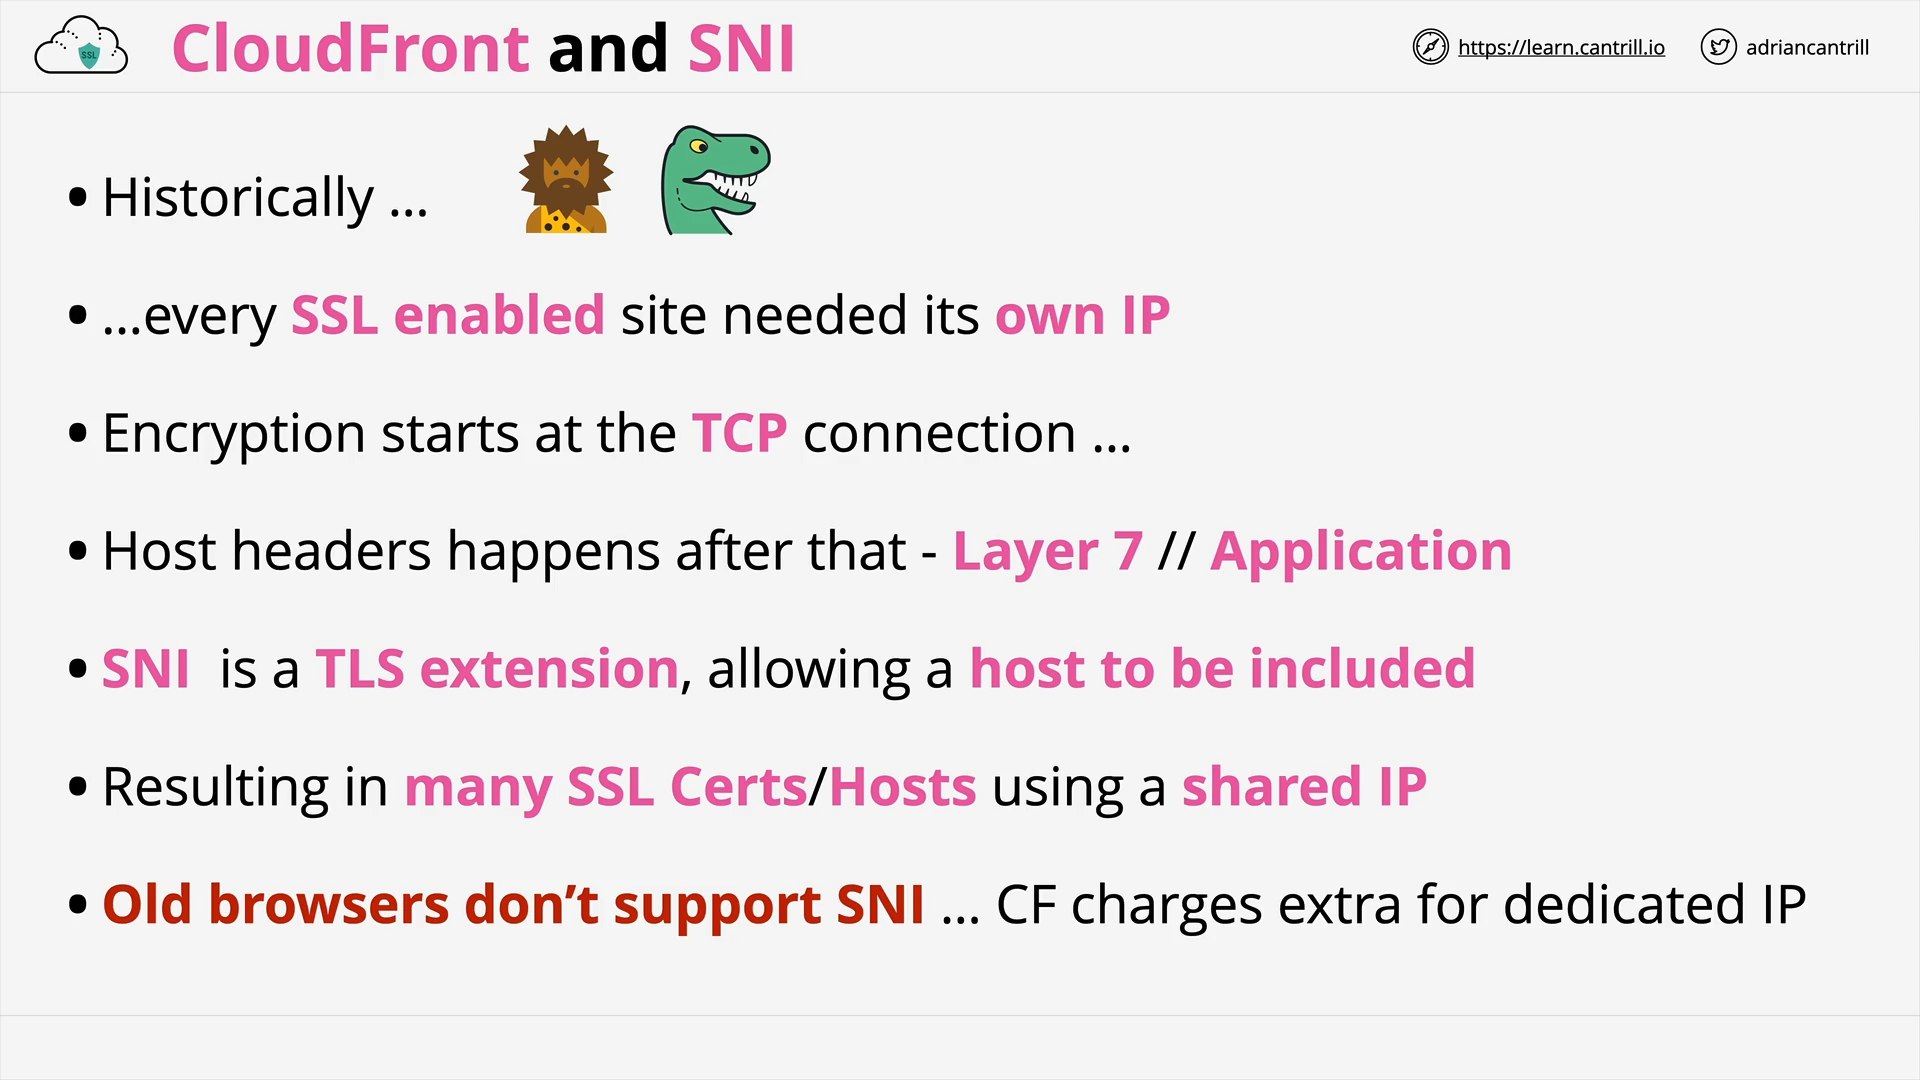 SSL
CloudFront and SNI
https://learn.cantrill.io
adriancantrill
• Historically …
• …every SSL enabled site needed its own IP
• Encryption starts at the TCP connection …
• Host headers happens after that - Layer 7 // Application
• SNI is a TLS extension, allowing a host to be included
• Resulting in many SSL Certs/Hosts using a shared IP
• Old browsers don’t support SNI … CF charges extra for dedicated IP